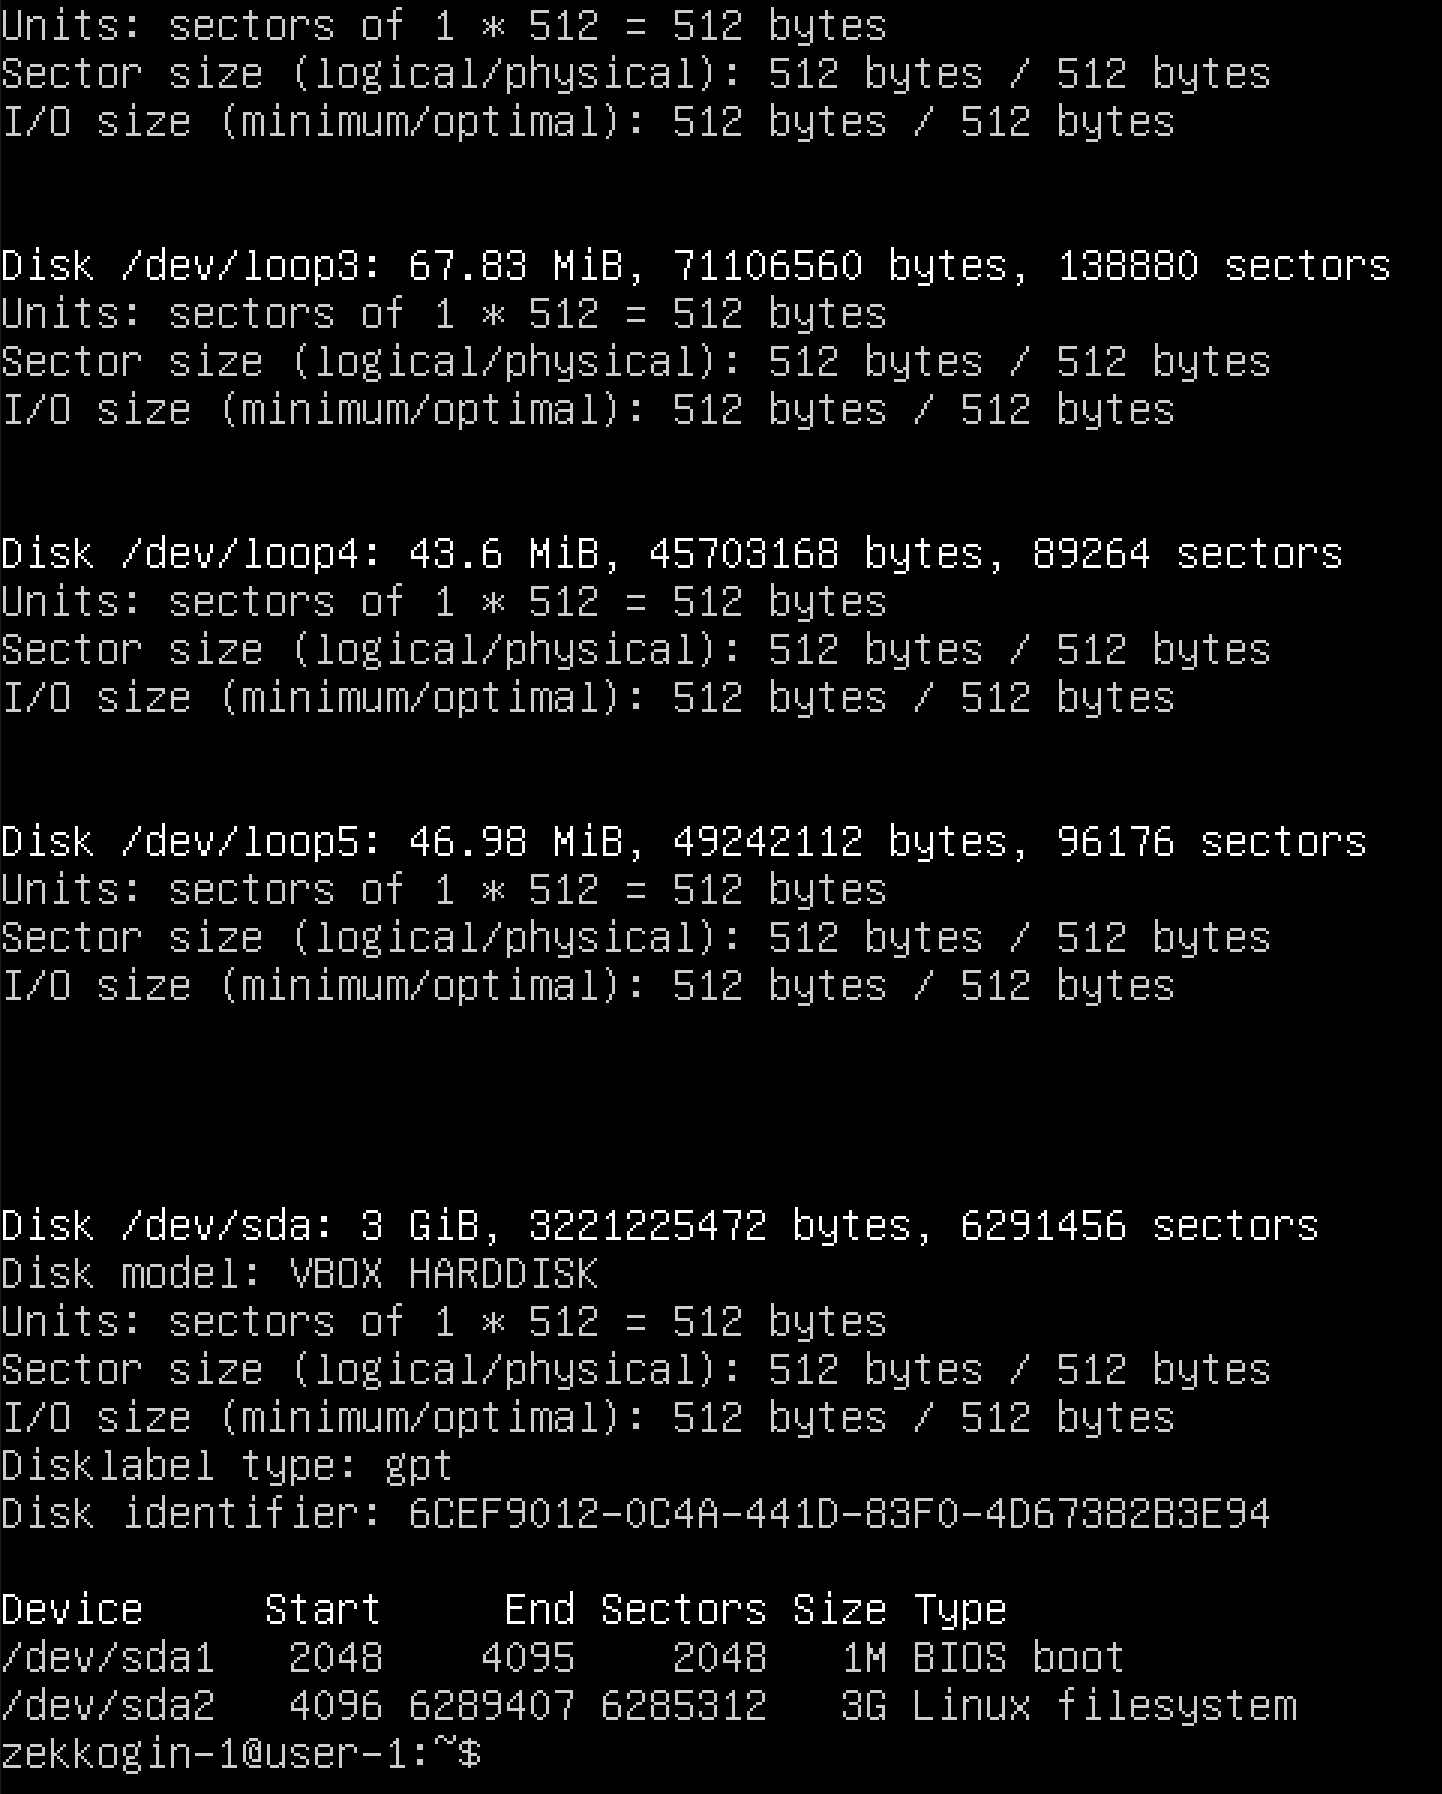 Units: sectors of 1 * 512 = 512 bytes
Sector size (logical/physical): 512 bytes / 512 bytes
I/O size (minimum/optimal): 512 bytes / 512 bytes
Disk /dev/loop3: 67.83 MiB, 71106560 bytes, 138880 sectors
Units: sectors of 1 * 512 = 512 bytes
Sector size (logical/physical): 512 bytes / 512 bytes
I/O size (minimum/optimal): 512 bytes / 512 bytes
Disk /dev/loop4: 43.6 MiB, 45703168 bytes, 89264 sectors
Units: sectors of 1 * 512 = 512 bytes
Sector size (logical/physical): 512 bytes / 512 bytes
I/O size (minimum/optimal): 512 bytes / 512 bytes
Disk /dev/loop5: 46.98 MiB, 49242112 bytes, 96176 sectors
Units: sectors of 1 * 512 = 512 bytes
Sector size (logical/physical): 512 bytes / 512 bytes
I/O size (minimum/optimal): 512 bytes / 512 bytes
Disk /dev/sda: 3 GiB, 3221225472 bytes, 6291456 sectors
Disk model: VBOX HARDDISK
Units: sectors of 1 * 512 = 512 bytes
Sector size (logical/physical): 512 bytes / 512 bytes
I/O size (minimum/optimal): 512 bytes / 512 bytes
Disklabel type: gpt
Disk identifier: 6CEF9012-0C4A-441D-83F0-4D67382B3E94
Device     Start     End Sectors Size Type
/dev/sda1   2048    4095    2048   1M BIOS boot
/dev/sda2   4096 6289407 6285312   3G Linux filesystem
zekkogin-1@user-1:~$